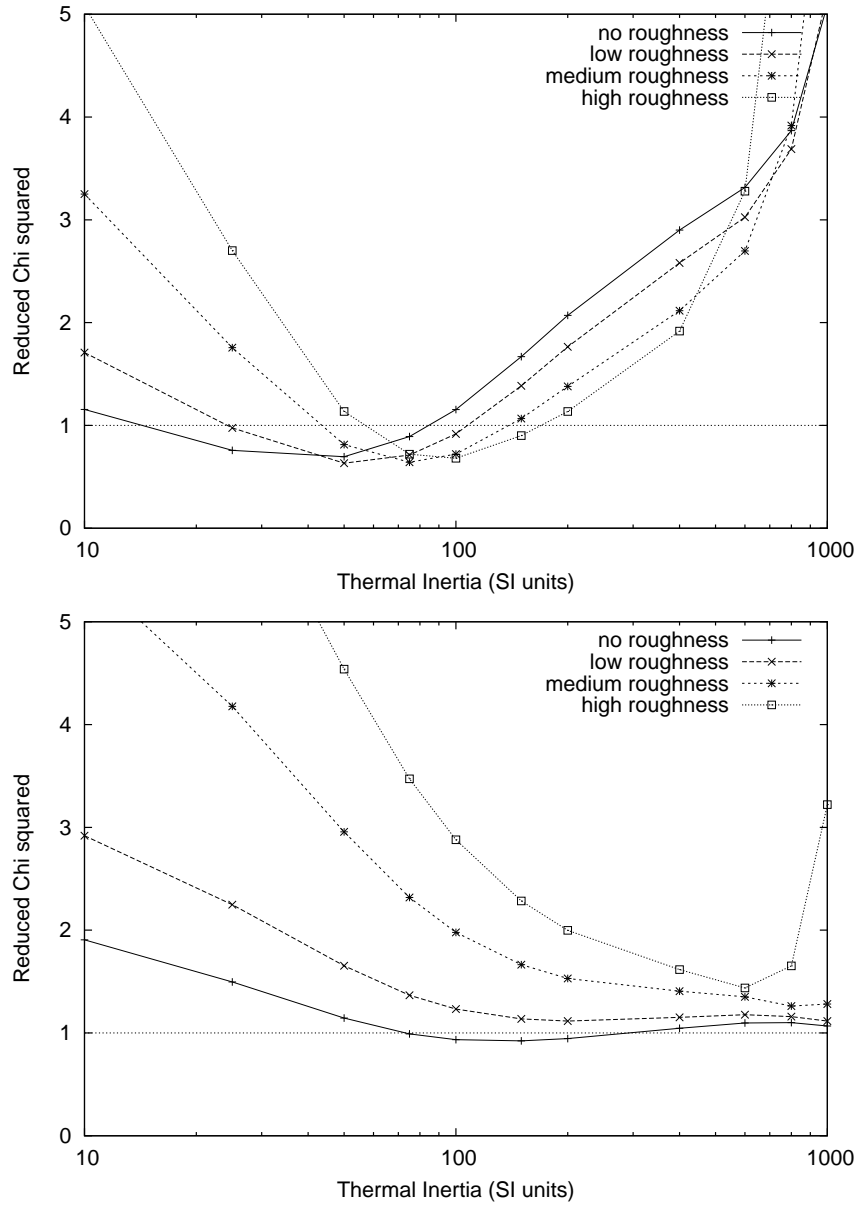 5
4
3
2
1
0
10
100
1000
Reduced Chi squared
Thermal Inertia (SI units)
no roughness
low roughness
medium roughness
high roughness
5
4
3
2
1
0
10
100
1000
Reduced Chi squared
Thermal Inertia (SI units)
no roughness
low roughness
medium roughness
high roughness